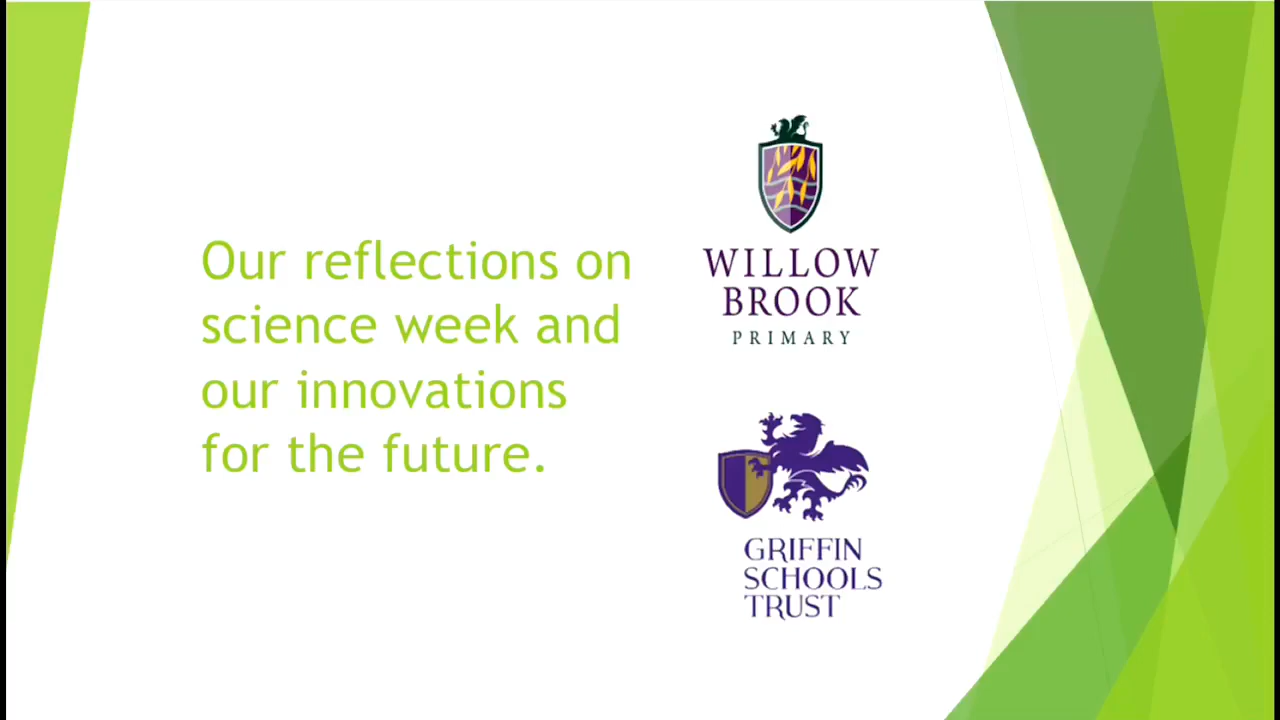 Our reflections on
science week and
our innovations
for the future.
WILLOW
BROOK
PRIMARY
GRIFFIN
SCHOOLS
TRUST